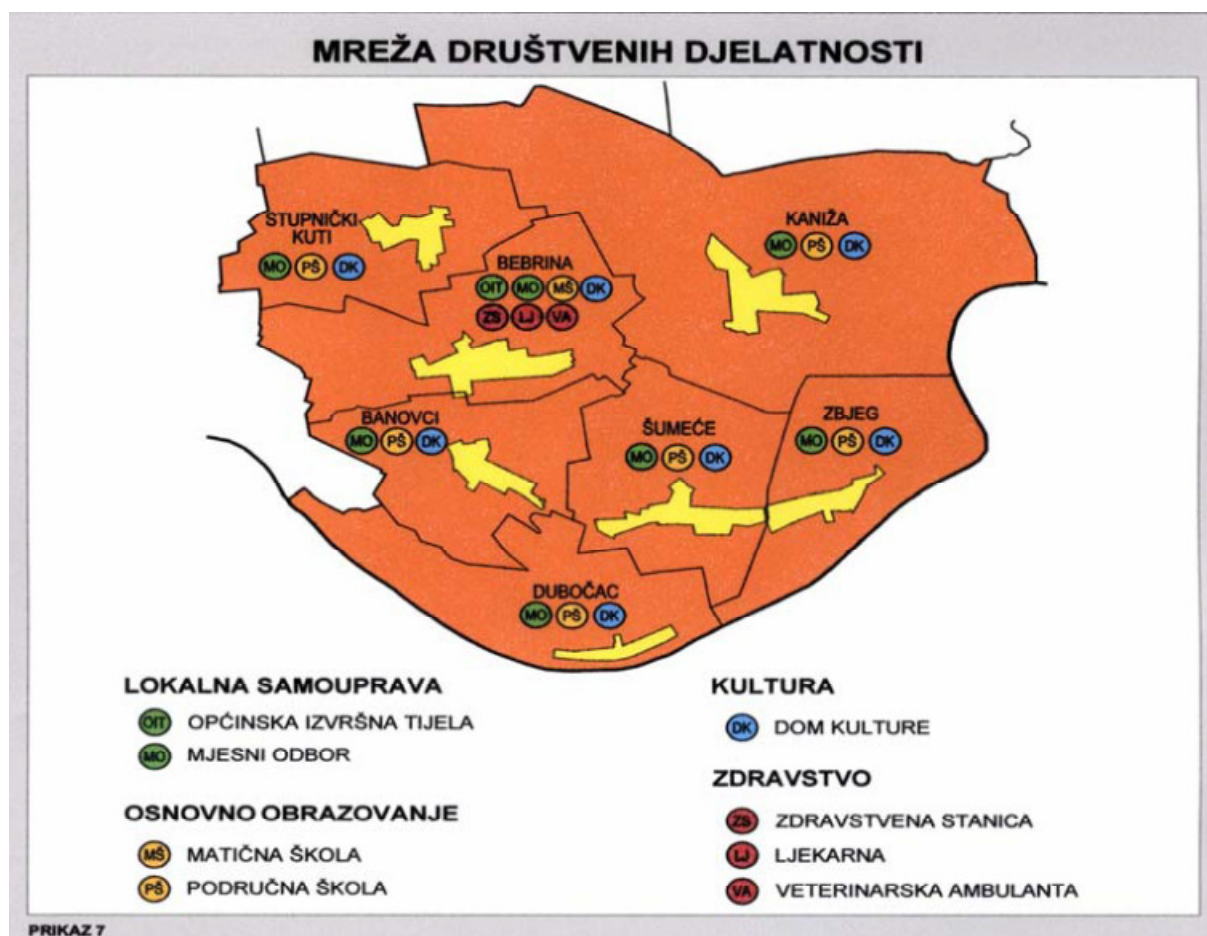 MREŽA DRUŠTVENIH DJELATNOSTI
STUPNIČKI
KUTI
MO PŠ DK
KANIŽA
MO PŠ DK
BEBRINA
OIT MO MŠ DK
ZS LJ VA
BANOVCI
MO PŠ DK
ŠUMEĆE
MO PŠ DK
ZBJEG
MO PŠ DK
DUBOČAC
MO PŠ DK
LOKALNA SAMOUPRAVA
OIT OPĆINSKA IZVRŠNA TIJELA
MO MJESNI ODBOR
OSNOVNO OBRAZOVANJE
MŠ MATIČNA ŠKOLA
PŠ PODRUČNA ŠKOLA
KULTURA
DK DOM KULTURE
ZDRAVSTVO
ZS ZDRAVSTVENA STANICA
LJ LJEKARNA
VA VETERINARSKA AMBULANTA
PRIKAZ 7